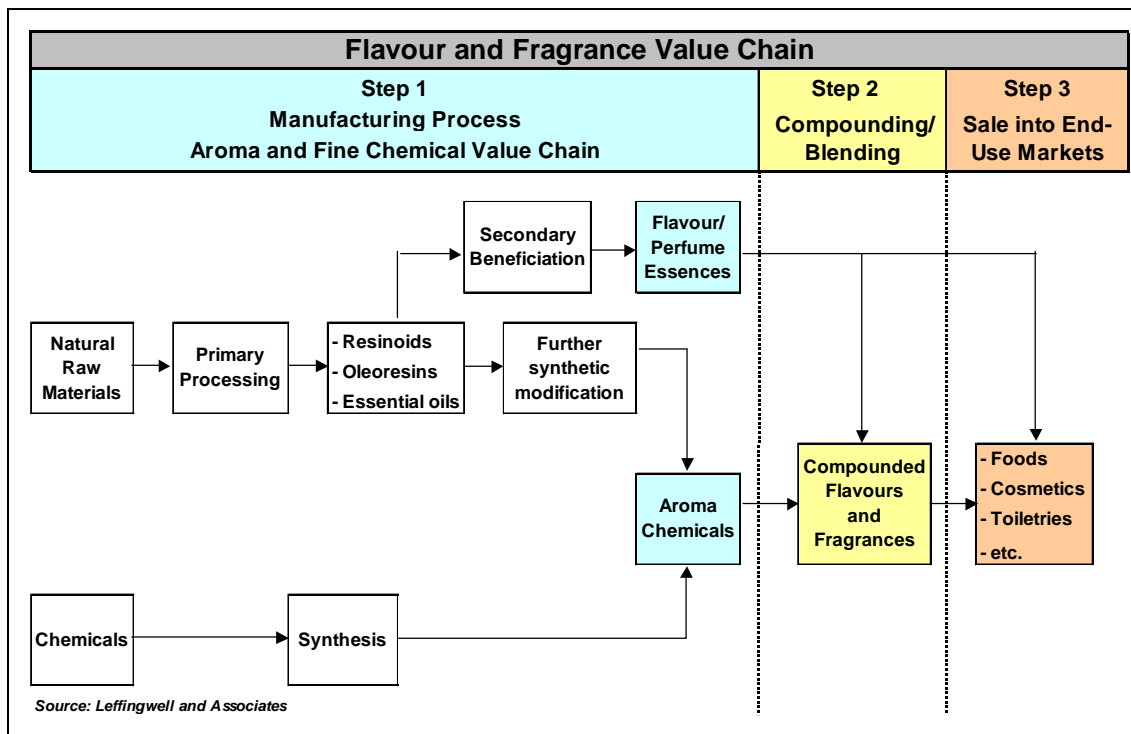 Flavour and Fragrance Value Chain
Step 1
Manufacturing Process
Aroma and Fine Chemical Value Chain
Step 2
Compounding/
Blending
Step 3
Sale into End-
Use Markets
Secondary
Beneficiation
Flavour/
Perfume
Essences
Natural
Raw
Materials
Primary
Processing
- Resinoids
- Oleoresins
- Essential oils
Further
synthetic
modification
Aroma
Chemicals
Compounded
Flavours
and
Fragrances
- Foods
- Cosmetics
- Toiletries
- etc.
Chemicals
Synthesis
Source: Leffingwell and Associates